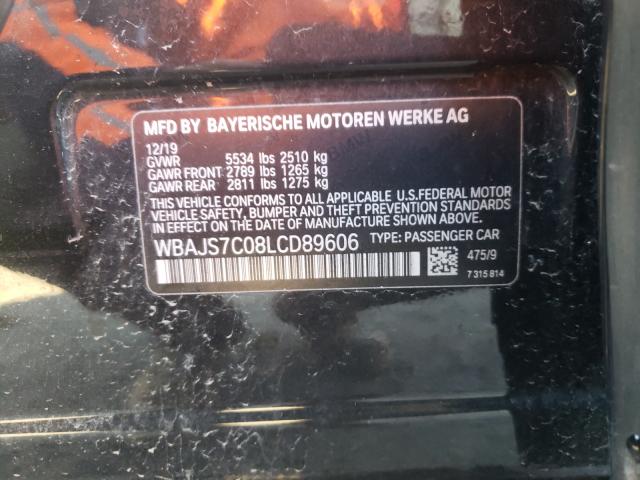 MFD BY BAYERISCHE MOTOREN WERKE AG
12/19
GVWR 5534 lbs 2510 kg
GAWR FRONT 2789 lbs 1265 kg
GAWR REAR 2811 lbs 1275 kg
THIS VEHICLE CONFORMS TO ALL APPLICABLE U.S.FEDERAL MOTOR
VEHICLE SAFETY, BUMPER AND THEFT PREVENTION STANDARDS
IN EFFECT ON THE DATE OF MANUFACTURE SHOWN ABOVE.
WBAJS7C08LCD89606 TYPE: PASSENGER CAR
475/9
7 315 814